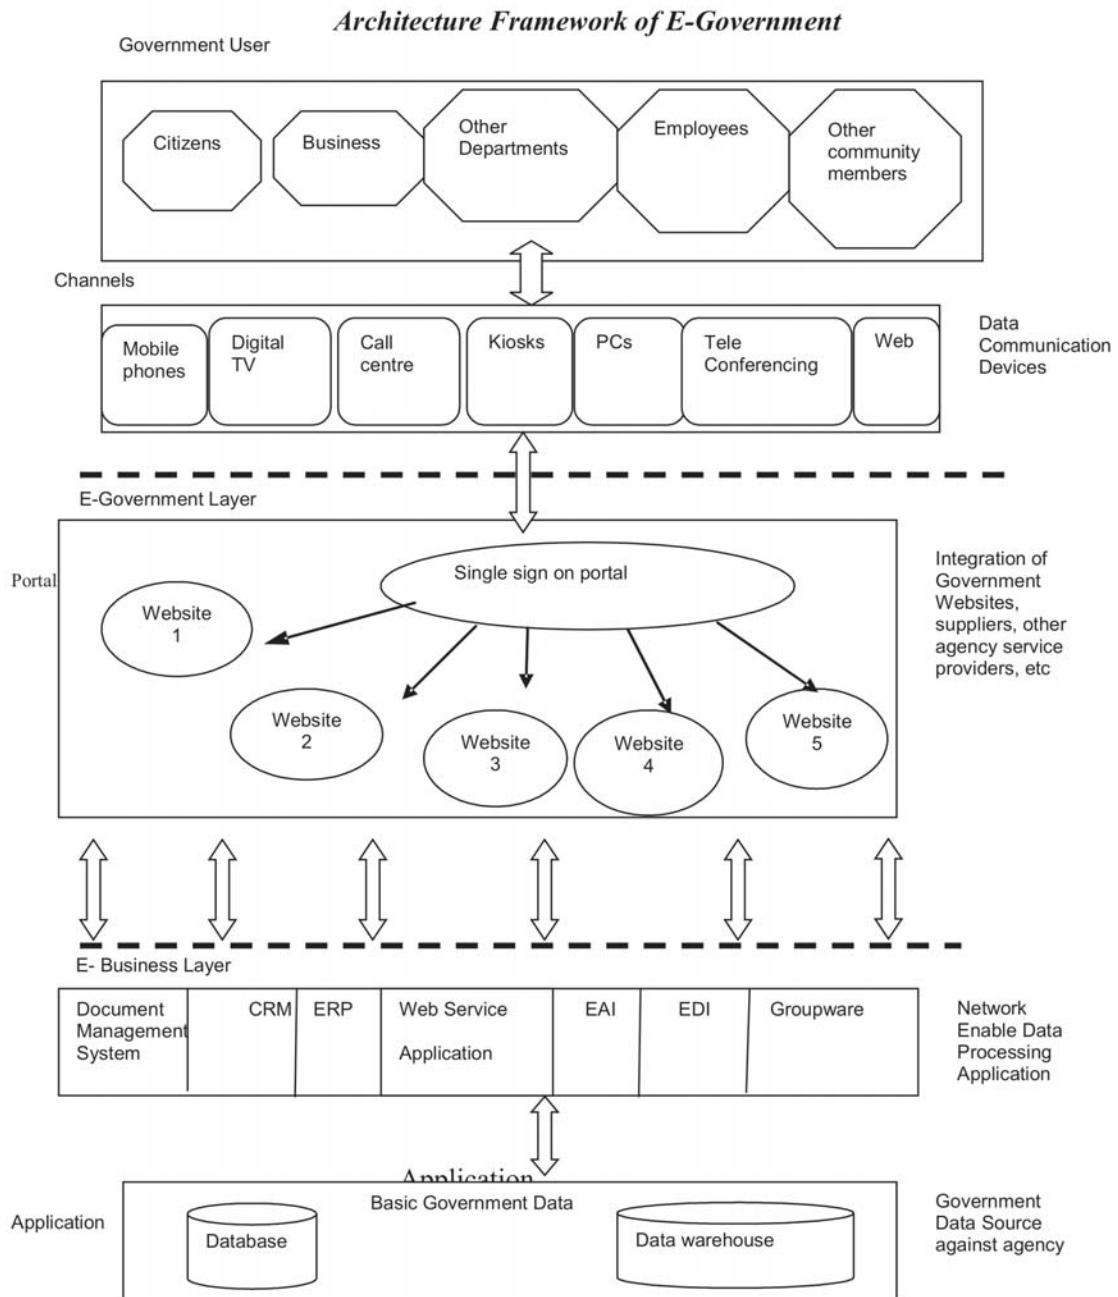 Architecture Framework of E-Government
Government User
Citizens
Business
Other
Departments
Employees
Other
community
members
Channels
Mobile
phones
Digital
TV
Call
centre
Kiosks
PCs
Tele
Conferencing
Web
Data
Communication
Devices
E-Government Layer
Portal
Single sign on portal
Website
1
Website
2
Website
3
Website
4
Website
5
Integration of
Government
Websites,
suppliers, other
agency service
providers, etc
E- Business Layer
Document
Management
System
CRM
ERP
Web Service
Application
EAI
EDI
Groupware
Network
Enable Data
Processing
Application
Application
Basic Government Data
Application
Database
Data warehouse
Government
Data Source
against agency